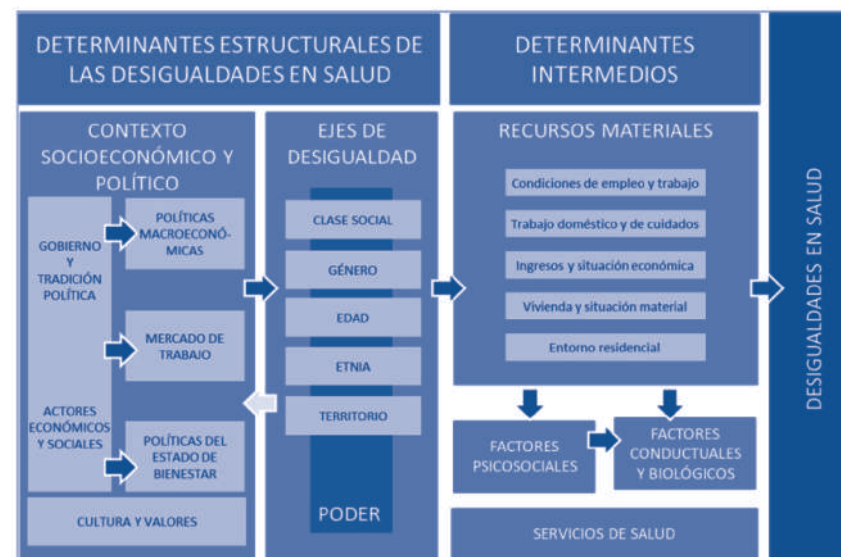 DETERMINANTES ESTRUCTURALES DE
LAS DESIGUALDADES EN SALUD
DETERMINANTES
INTERMEDIOS
CONTEXTO
SOCIOECONÓMICO Y
POLÍTICO
GOBIERNO
Y
TRADICIÓN
POLÍTICA
ACTORES
ECONÓMICOS
Y SOCIALES
POLÍTICAS
MACROECONÓ-
MICAS
MERCADO DE
TRABAJO
POLÍTICAS DEL
ESTADO DE
BIENESTAR
CULTURA Y VALORES
EJES DE
DESIGUALDAD
CLASE SOCIAL
GÉNERO
EDAD
ETNIA
TERRITORIO
PODER
RECURSOS MATERIALES
Condiciones de empleo y trabajo
Trabajo doméstico y de cuidados
Ingresos y situación económica
Vivienda y situación material
Entorno residencial
FACTORES
PSICOSOCIALES
FACTORES
CONDUCTUALES
Y BIOLÓGICOS
SERVICIOS DE SALUD
DESIGUALDADES EN SALUD